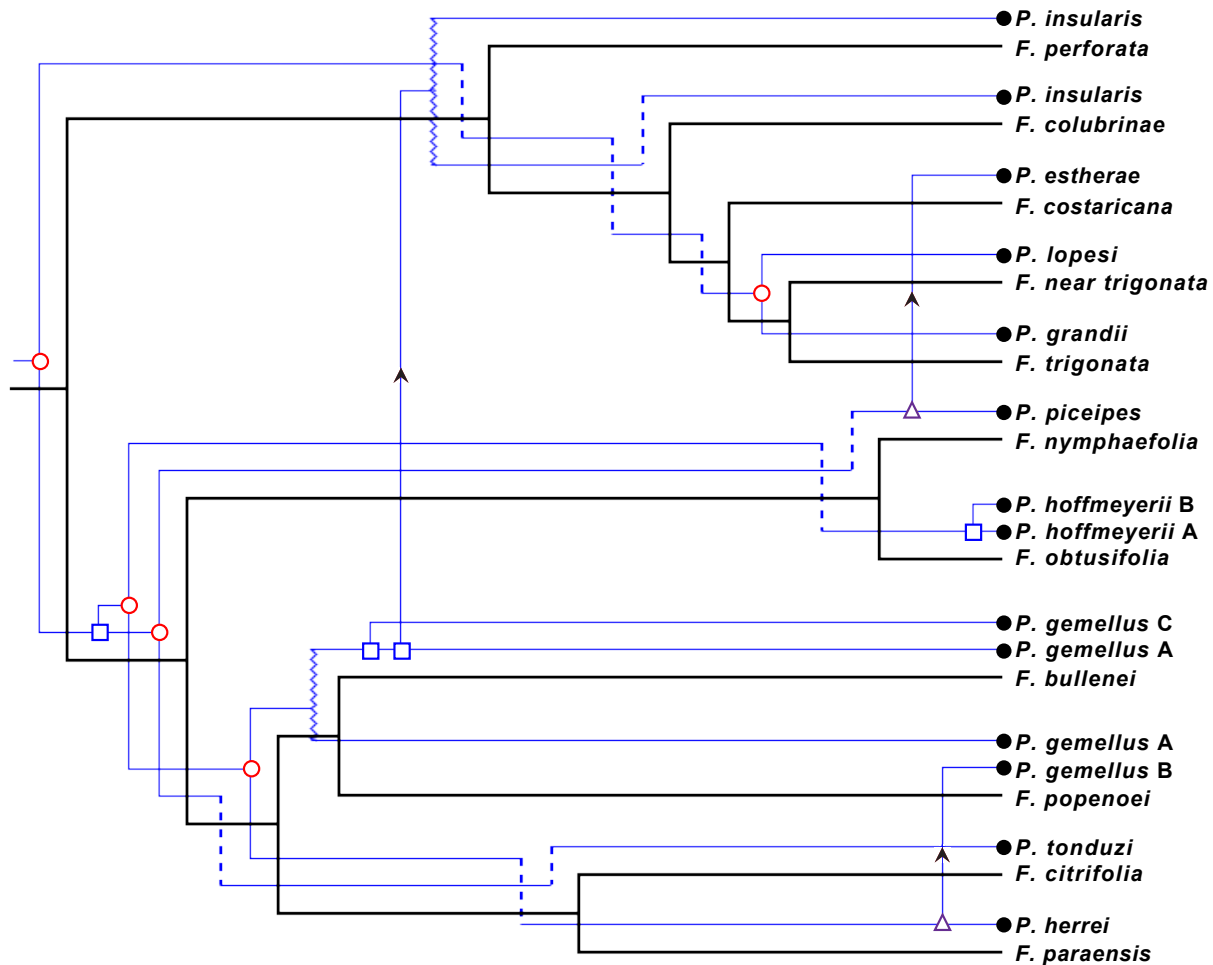 P. insularis
F. perforata
P. insularis
F. colubrinae
P. estherae
F. costaricana
P. lopesi
F. near trigonata
P. grandii
F. trigonata
P. piceipes
F. nymphaefolia
P. hoffmeyerii B
P. hoffmeyerii A
F. obtusifolia
P. gemellus C
P. gemellus A
F. bullenei
P. gemellus A
P. gemellus B
F. popenoei
P. tonduzi
F. citrifolia
P. herrei
F. paraensis